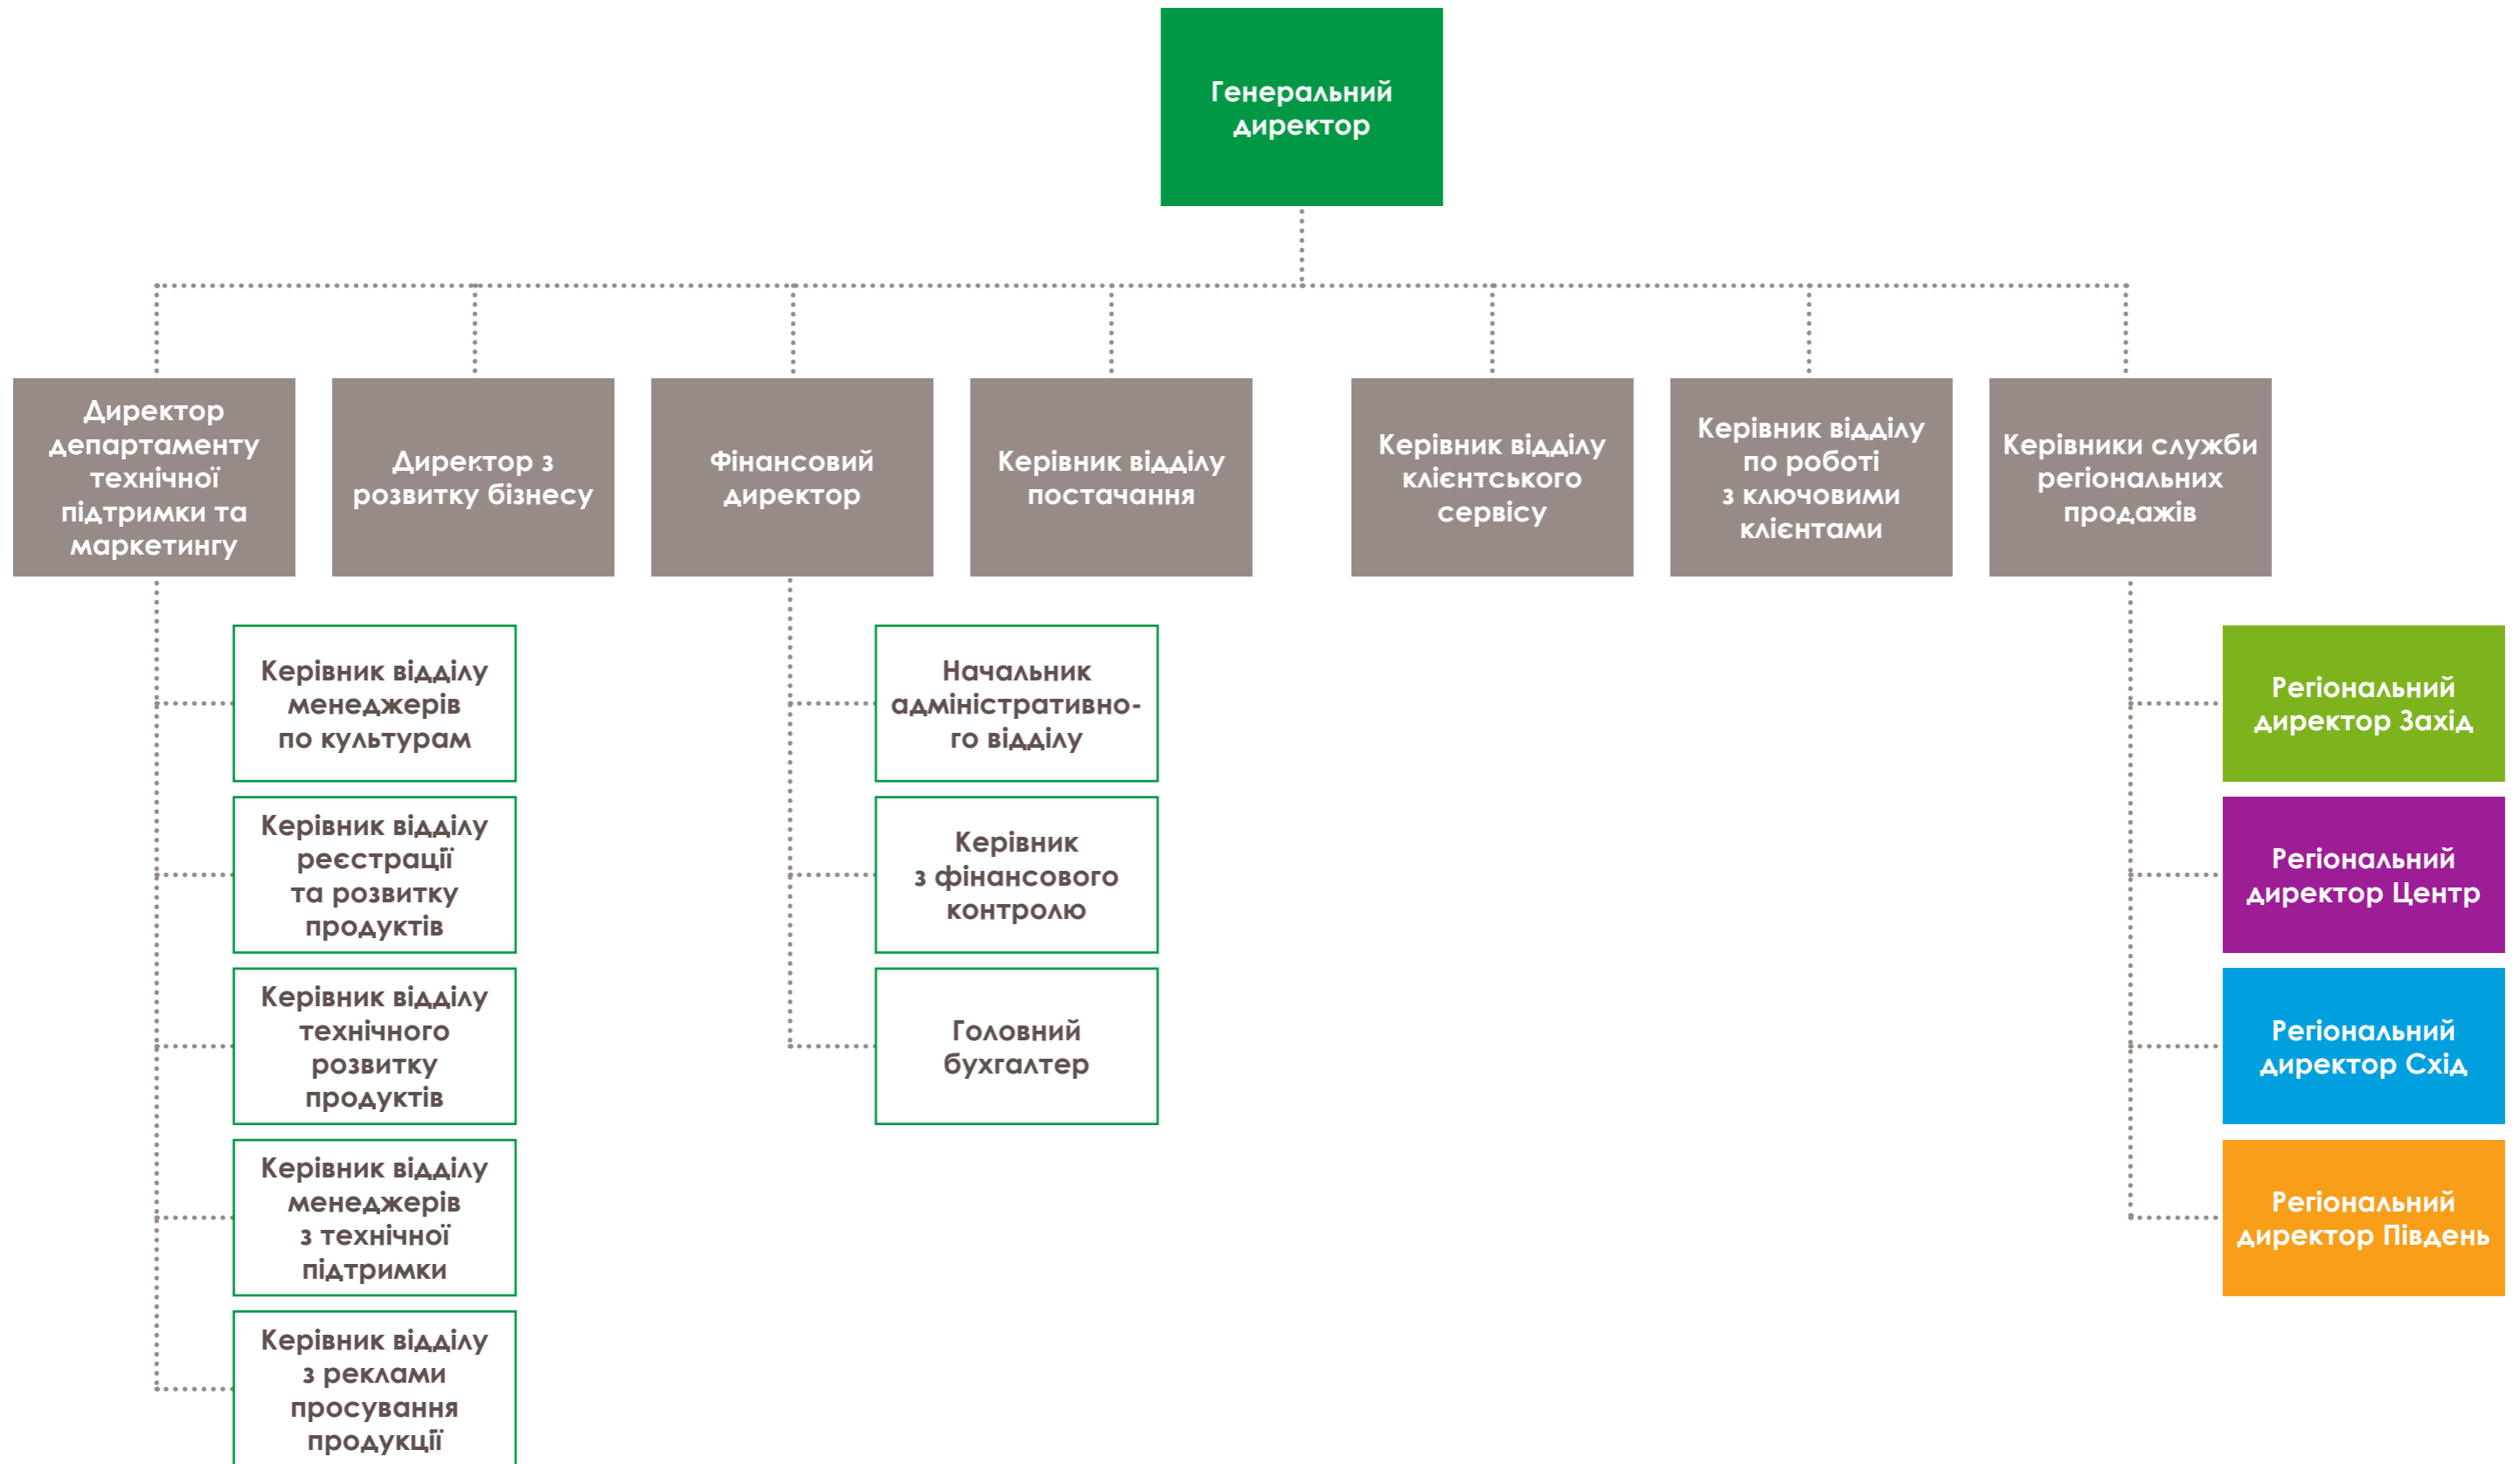 Генеральний
директор
Директор
департаменту
технічної
підтримки та
маркетингу
Директор з
розвитку бізнесу
Фінансовий
директор
Керівник відділу
постачання
Керівник відділу
клієнтського
сервісу
Керівник відділу
по роботі
з ключовими
клієнтами
Керівники служби
регіональних
продажів
Керівник відділу
менеджерів
по культурам
Керівник відділу
реєстрації
та розвитку
продуктів
Керівник відділу
технічного
розвитку
продуктів
Керівник відділу
менеджерів
з технічної
підтримки
Керівник відділу
з реклами
просування
продукції
Начальник
адміністративно-
го відділу
Керівник
з фінансового
контролю
Головний
бухгалтер
Регіональний
директор Захід
Регіональний
директор Центр
Регіональний
директор Схід
Регіональний
директор Південь